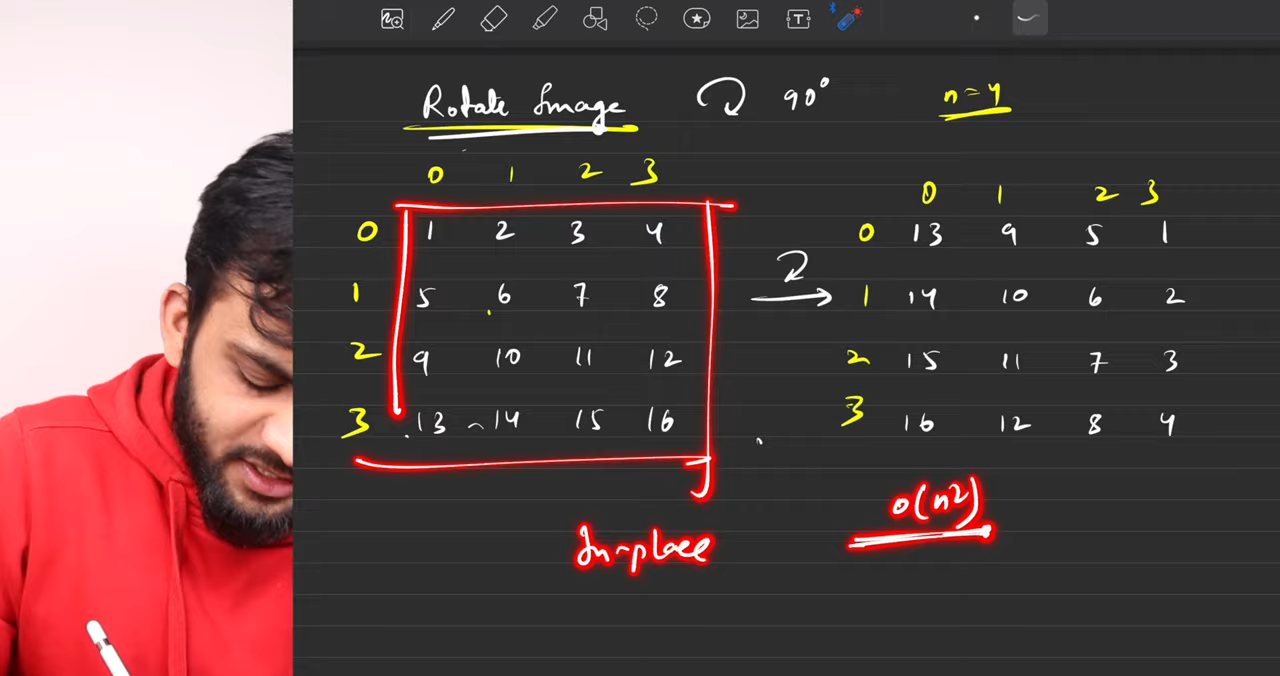 Rotate Image 90° n=4
0 1 2 3
0 1 2 3
0 1 2 3 4
0 13 9 5 1
1 5 6 7 8
1 14 10 6 2
2 9 10 11 12
2 15 11 7 3
3 13 14 15 16
3 16 12 8 4
O(n2)
In-place